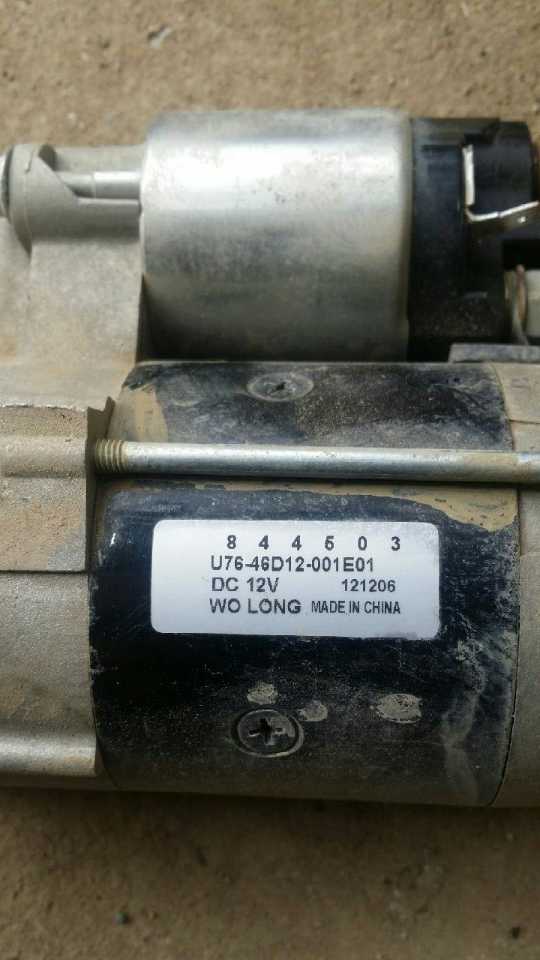 8 4 4 5 0 3
U76-46D12-001E01
DC 12V 121206
WO LONG MADE IN CHINA